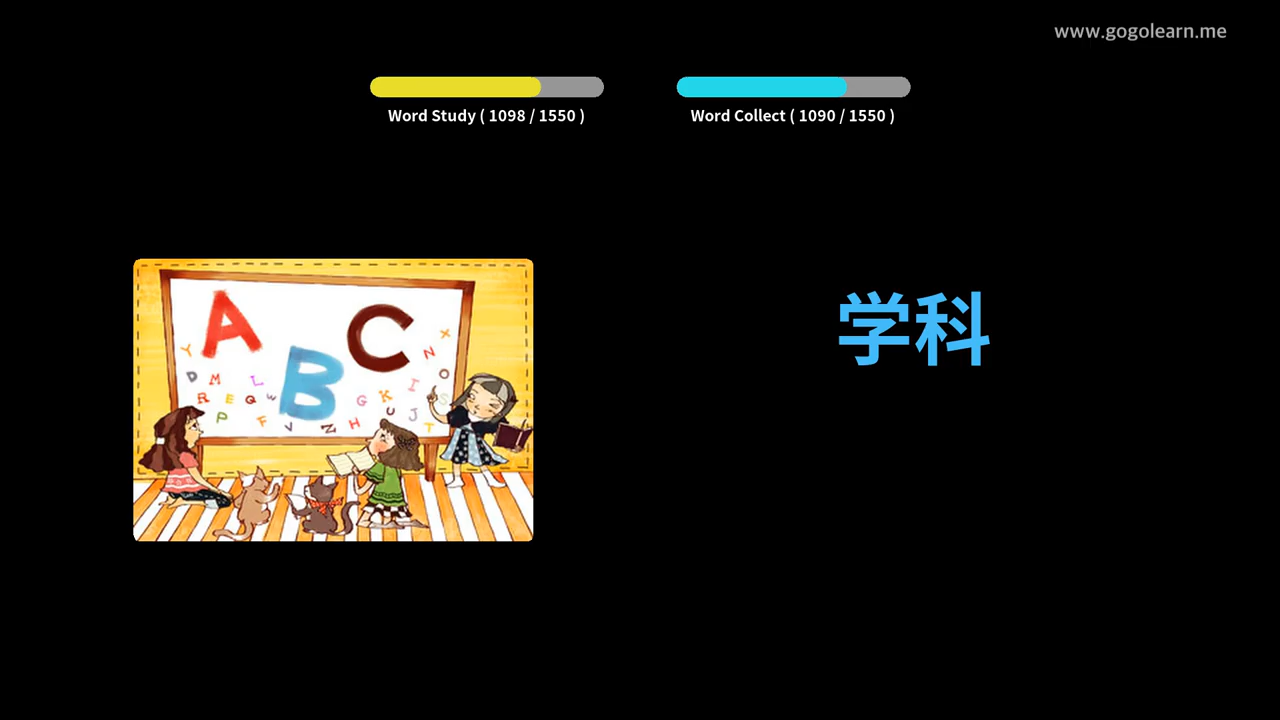 www.gogolearn.me
Word Study ( 1098 / 1550 )
Word Collect ( 1090 / 1550 )
学科
A
B
C
Y
X
N
D
M
L
O
R
E
Q
W
G
K
I
S
P
F
V
Z
H
U
J
T